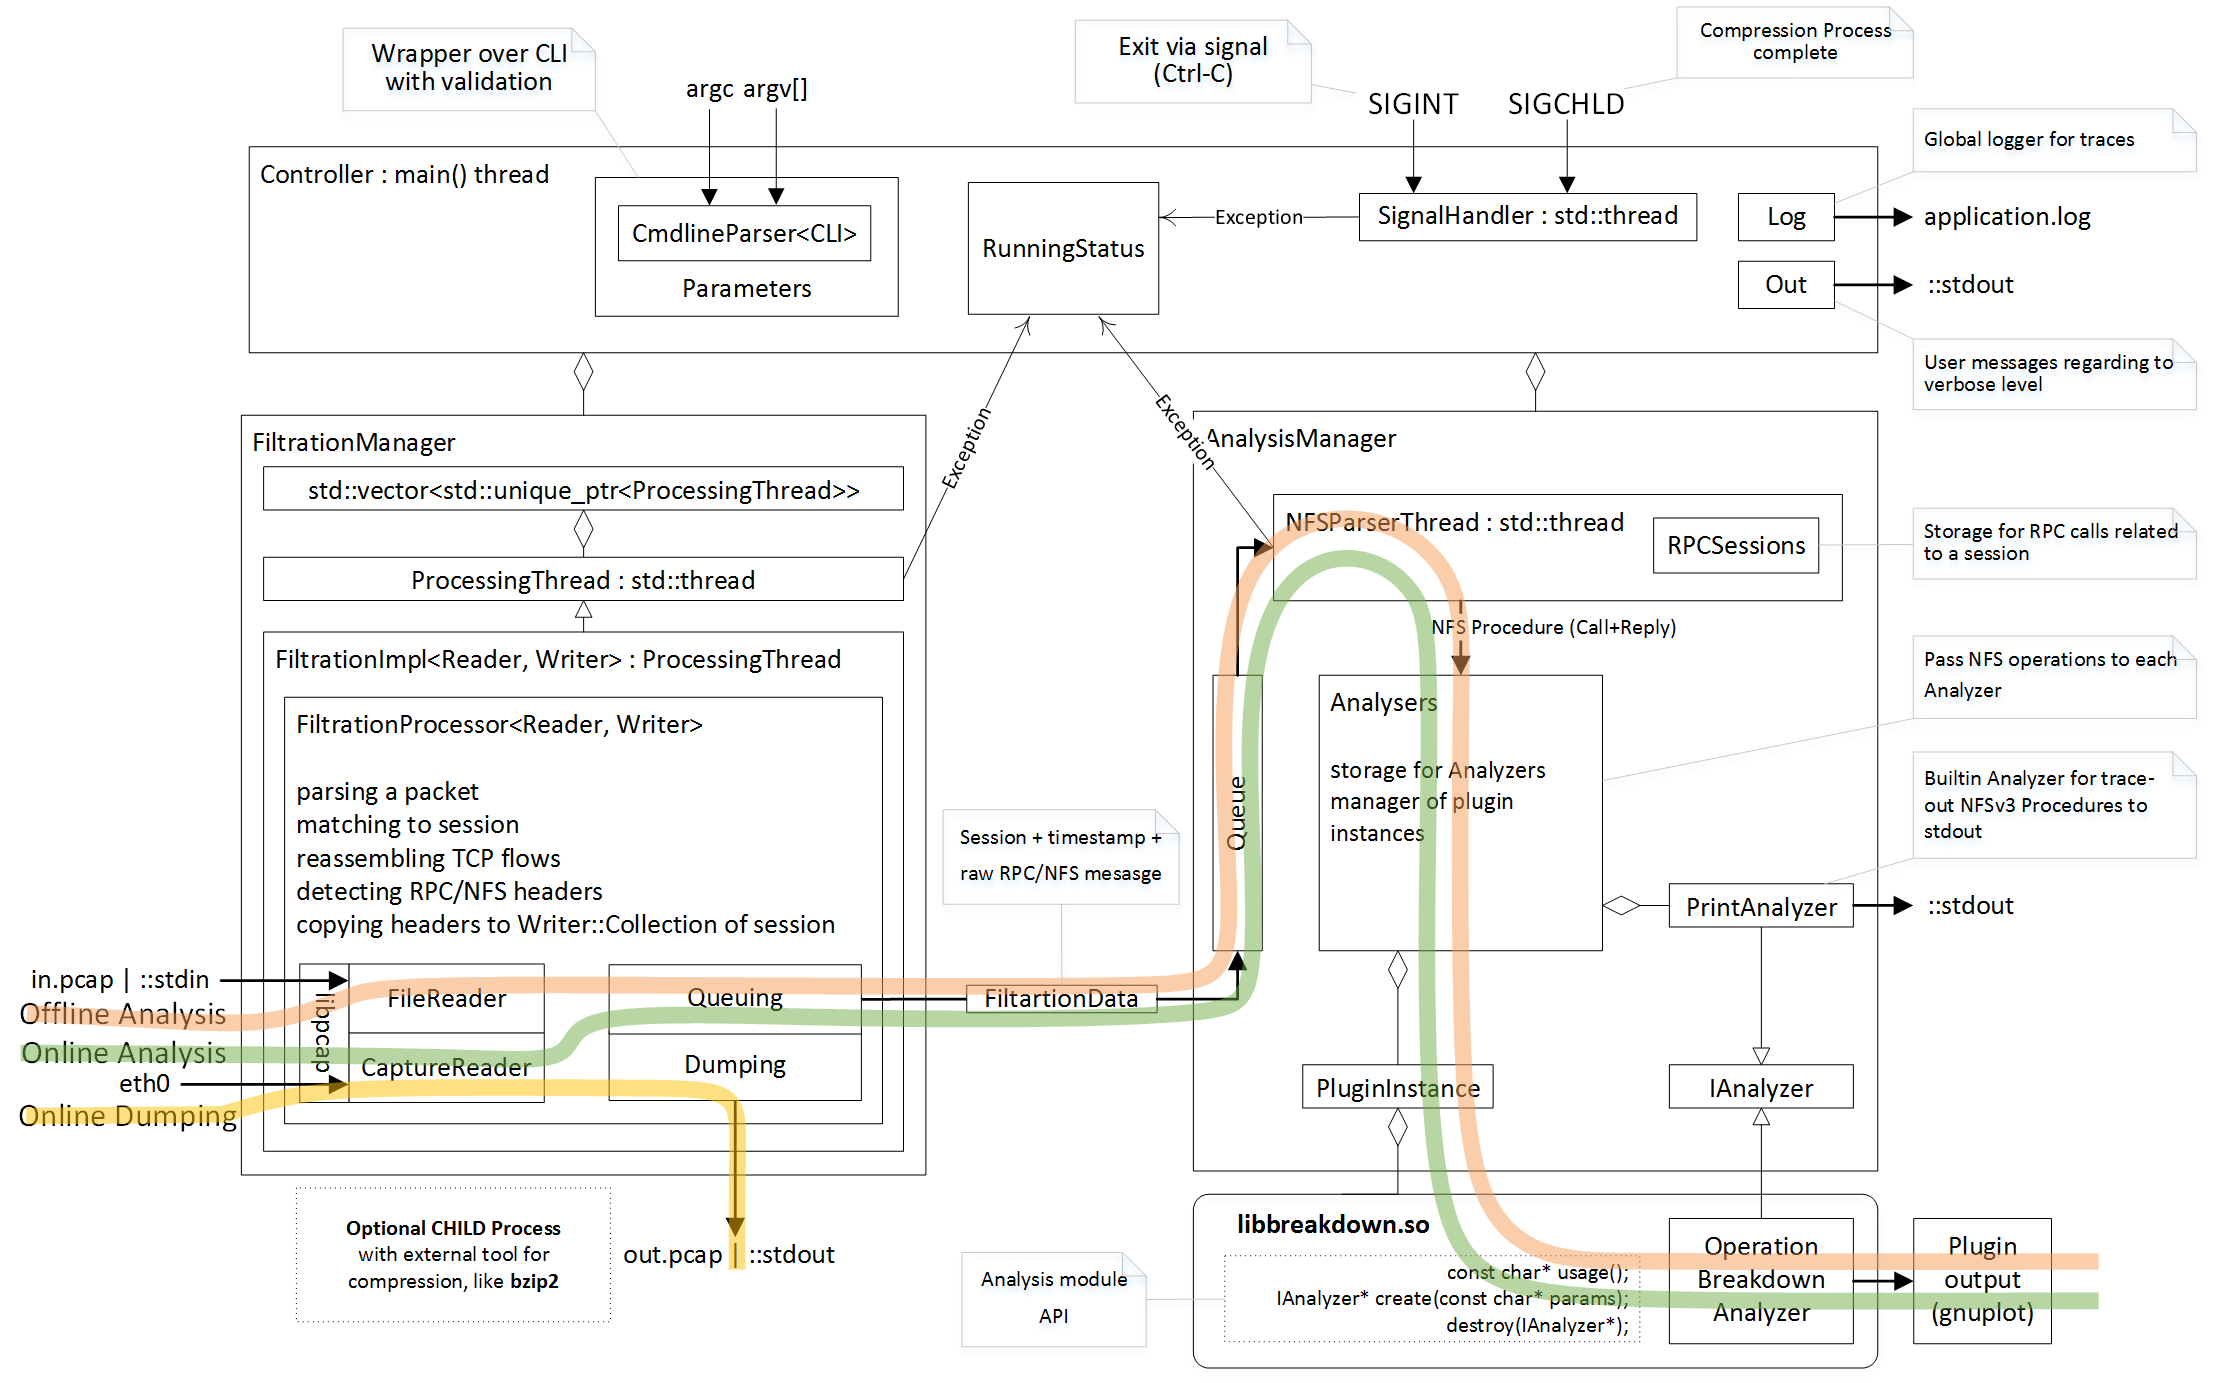 Wrapper over CLI
with validation
argc argv[]
Exit via signal
(Ctrl-C)
Compression Process
complete
SIGINT
SIGCHLD
Global logger for traces
Controller : main() thread
CmdlineParser<CLI>
Parameters
RunningStatus
Exception
SignalHandler : std::thread
Log
application.log
Out
::stdout
User messages regarding to
verbose level
Exception
Exception
FiltrationManager
std::vector<std::unique_ptr<ProcessingThread>>
ProcessingThread : std::thread
FiltrationImpl<Reader, Writer> : ProcessingThread
FiltrationProcessor<Reader, Writer>
parsing a packet
matching to session
reassembling TCP flows
detecting RPC/NFS headers
copying headers to Writer::Collection of session
in.pcap | ::stdin
Offline Analysis
Online Analysis
eth0
Online Dumping
libpcap
FileReader
CaptureReader
Queuing
Dumping
Session + timestamp +
raw RPC/NFS mesasge
FiltartionData
Queue
AnalysisManager
NFSParserThread : std::thread
RPCSessions
Storage for RPC calls related
to a session
NFS Procedure (Call+Reply)
Analysers
storage for Analyzers
manager of plugin
instances
Pass NFS operations to each
Analyzer
Builtin Analyzer for trace-
out NFSv3 Procedures to
stdout
PrintAnalyzer
::stdout
PluginInstance
IAnalyzer
Optional CHILD Process
with external tool for
compression, like bzip2
out.pcap | ::stdout
Analysis module
API
libbreakdown.so
const char* usage();
IAnalyzer* create(const char* params);
destroy(IAnalyzer*);
Operation
Breakdown
Analyzer
Plugin
output
(gnuplot)